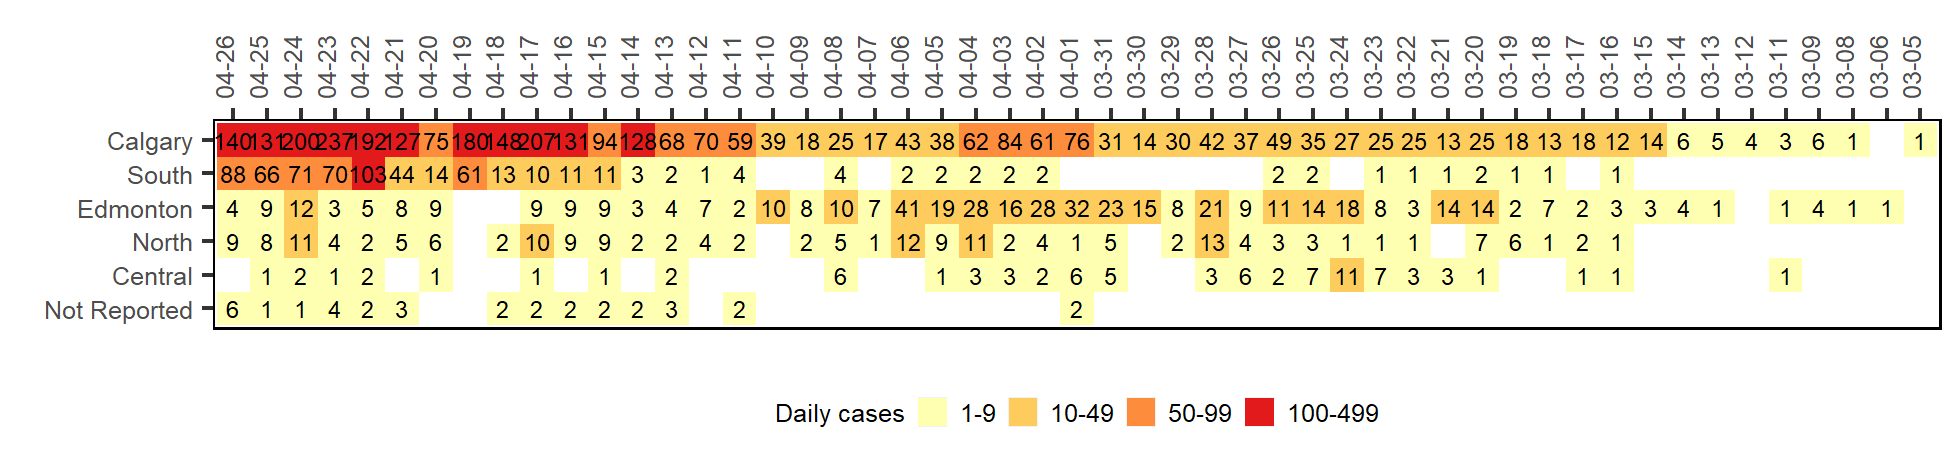 04-26 04-25 04-24 04-23 04-22 04-21 04-20 04-19 04-18 04-17 04-16 04-15 04-14 04-13 04-12 04-11 04-10 04-09 04-08 04-07 04-06 04-05 04-04 04-03 04-02 04-01 03-31 03-30 03-29 03-28 03-27 03-26 03-25 03-24 03-23 03-22 03-21 03-20 03-19 03-18 03-17 03-16 03-15 03-14 03-13 03-12 03-11 03-09 03-08 03-06 03-05
Calgary 140 131 200 237 192 127 75 180 148 207 131 94 128 68 70 59 39 18 25 17 43 38 62 84 61 76 31 14 30 42 37 49 35 27 25 25 13 25 18 13 18 12 14 6 5 4 3 6 1 1
South 88 66 71 70 103 44 14 61 13 10 11 11 3 2 1 4 4 2 2 2 2 2 2 2 1 1 1 2 1 1 1
Edmonton 4 9 12 3 5 8 9 9 9 9 3 4 7 2 10 8 10 7 41 19 28 16 28 32 23 15 8 21 9 11 14 18 8 3 14 14 2 7 2 3 3 4 1 1 4 1 1
North 9 8 11 4 2 5 6 2 10 9 9 2 2 4 2 2 5 1 12 9 11 2 4 1 5 2 13 4 3 3 1 1 1 7 6 1 2 1
Central 1 2 1 2 1 1 1 2 6 1 3 3 2 6 5 3 6 2 7 11 7 3 3 1 1 1 1
Not Reported 6 1 1 4 2 3 2 2 2 2 2 3 2 2
Daily cases 1-9 10-49 50-99 100-499